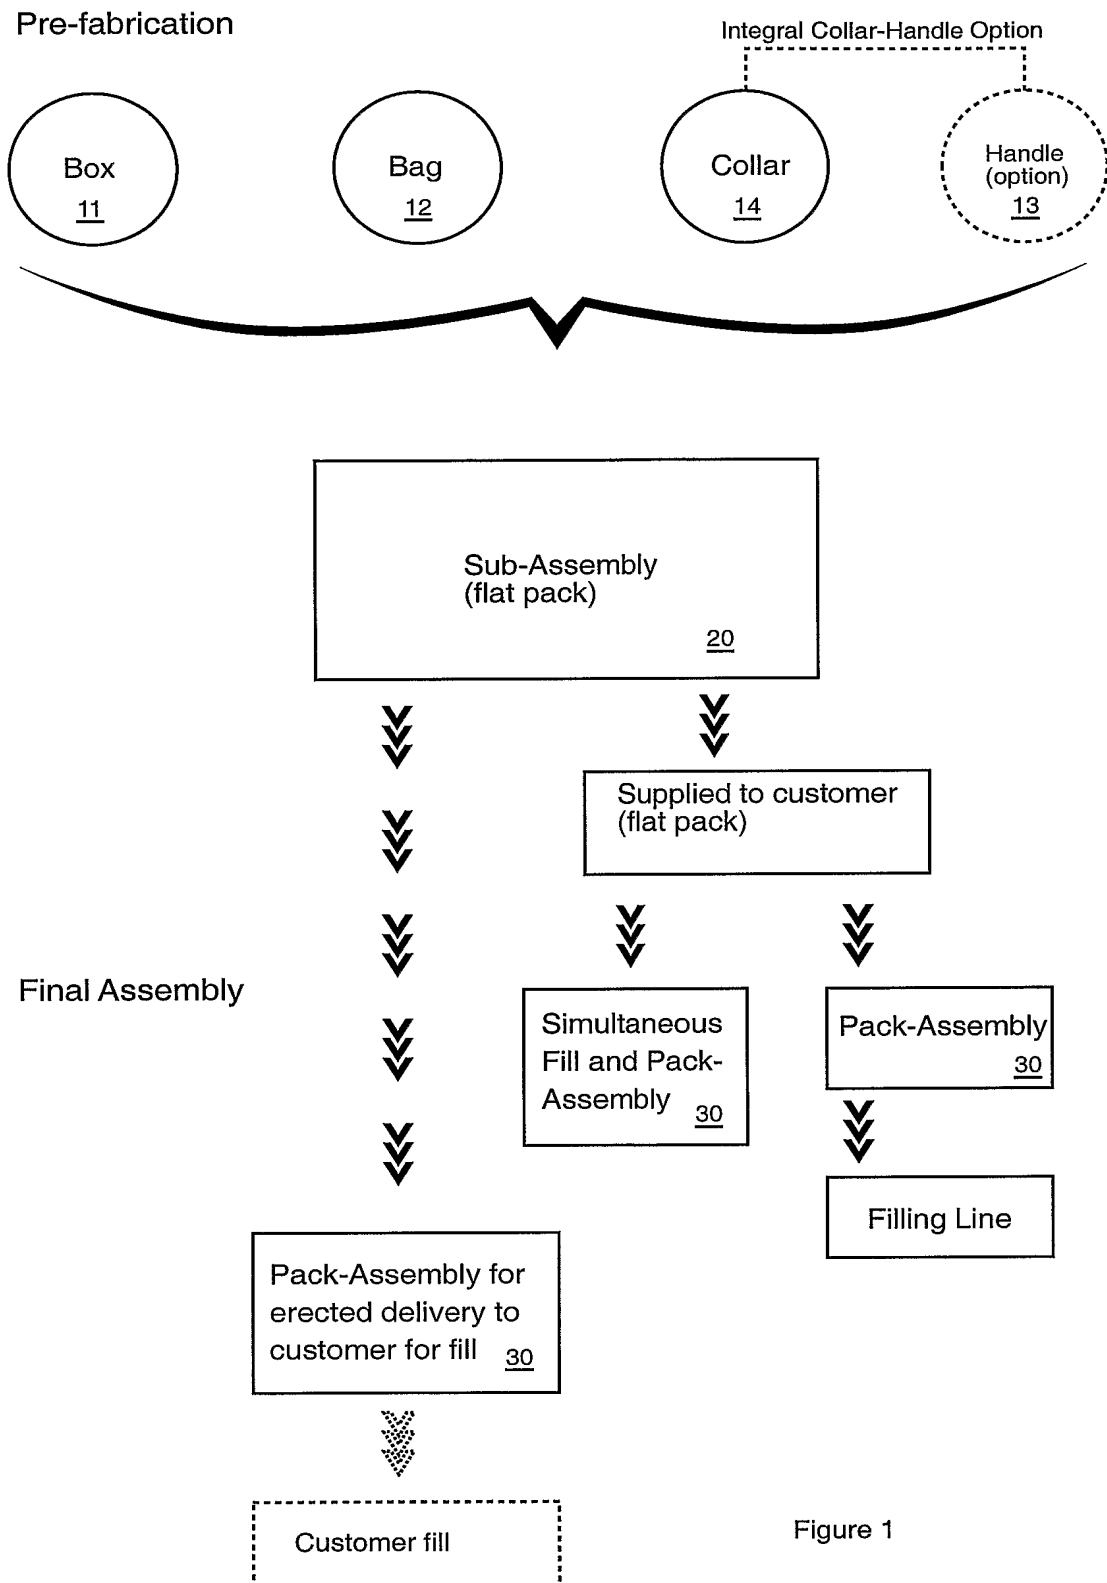 Pre-fabrication
Integral Collar-Handle Option
Box
11
Bag
12
Collar
14
Handle
(option)
13
Sub-Assembly
(flat pack)
20
Supplied to customer
(flat pack)
Final Assembly
Simultaneous
Fill and Pack-
Assembly 30
Pack-Assembly
30
Filling Line
Pack-Assembly for
erected delivery to
customer for fill 30
Customer fill
Figure 1